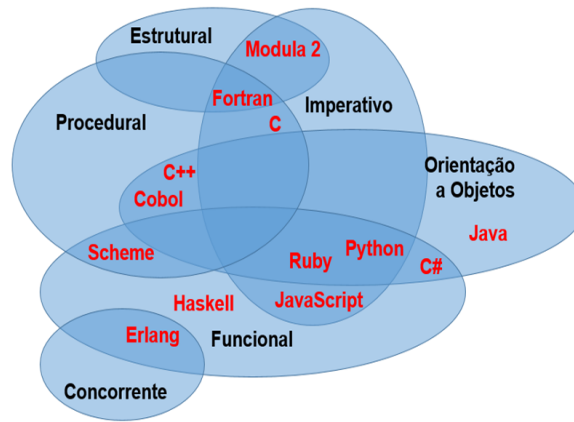 Estrutural
Modula 2
Fortran
Imperativo
Procedural
C
Orientação
a Objetos
C++
Cobol
Java
Scheme
Python
Ruby
C#
Haskell
JavaScript
Erlang
Funcional
Concorrente